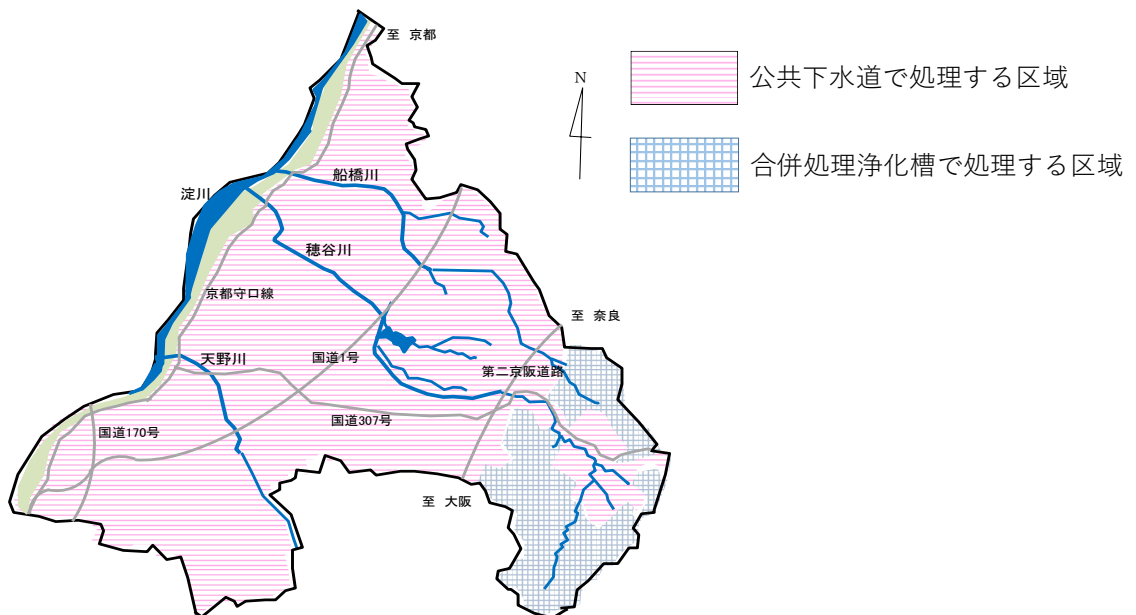 至 京都
N
公共下水道で処理する区域
合併処理浄化槽で処理する区域
船橋川
淀川
穂谷川
京都守口線
至 奈良
天野川
国道1号
第二京阪道路
国道307号
国道170号
至 大阪